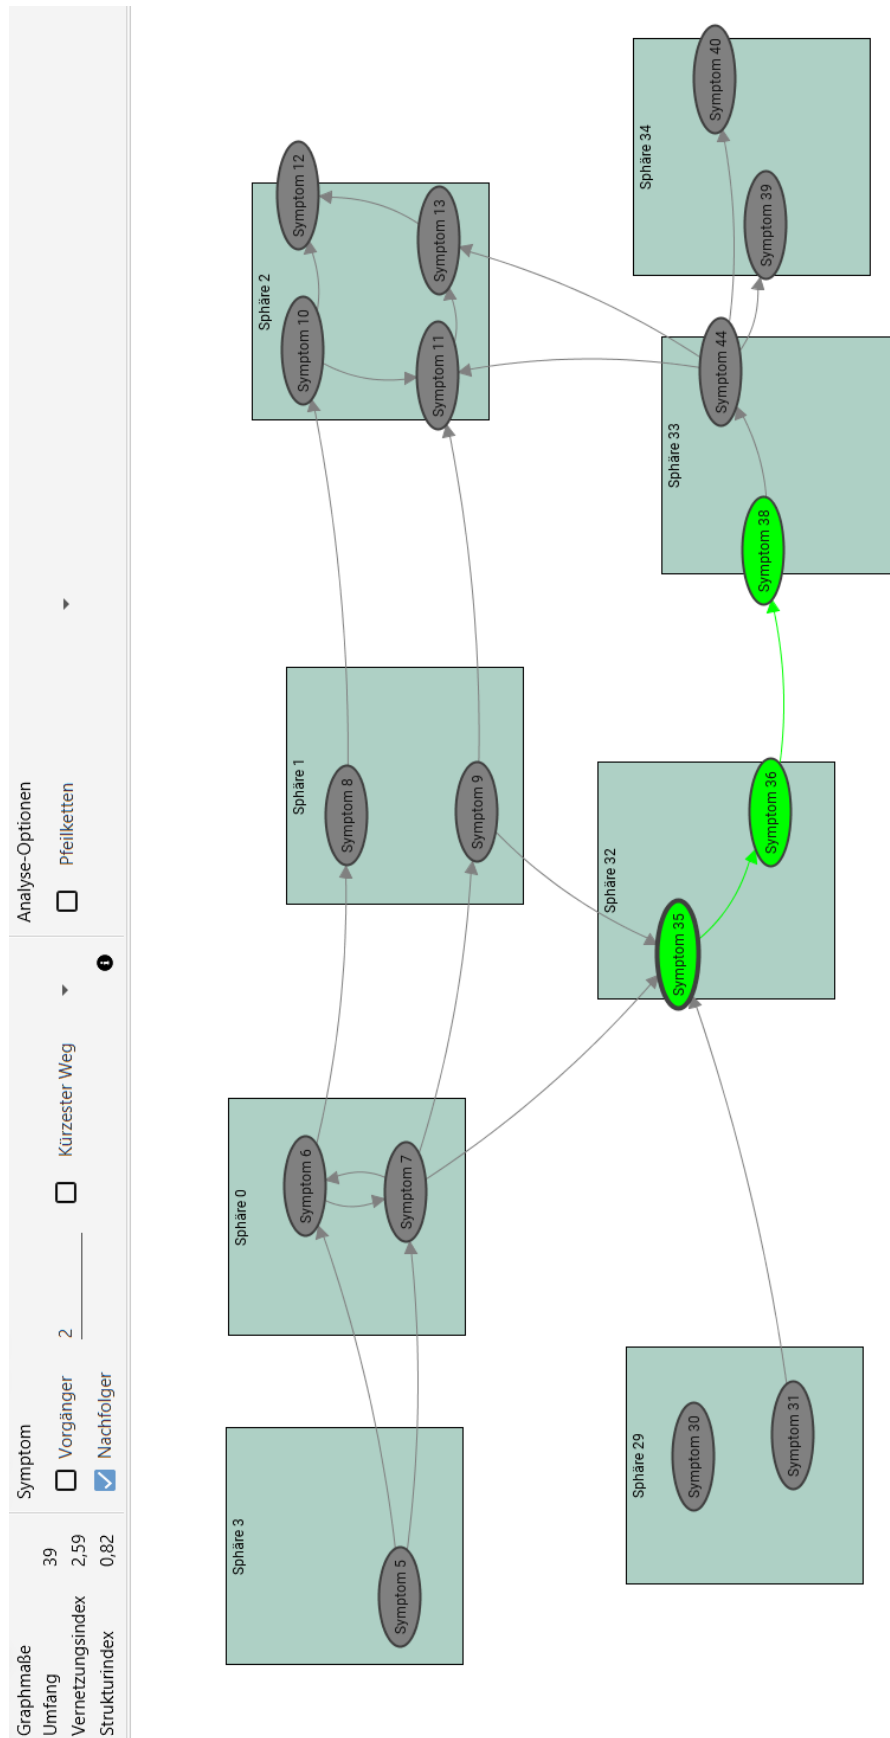 Graphmaße
Umfang 39
Vernetzungsindex 2,59
Strukturindex 0,82
Symptom
Vorgänger 2 Kürzester Weg
Nachfolger
Analyse-Optionen
Pfeilketten
Sphäre 3
Symptom 5
Sphäre 0
Symptom 6
Symptom 7
Sphäre 1
Symptom 8
Symptom 9
Sphäre 2
Symptom 10
Symptom 12
Symptom 11
Symptom 13
Sphäre 29
Symptom 30
Symptom 31
Sphäre 32
Symptom 35
Symptom 36
Sphäre 33
Symptom 38
Symptom 44
Sphäre 34
Symptom 39
Symptom 40